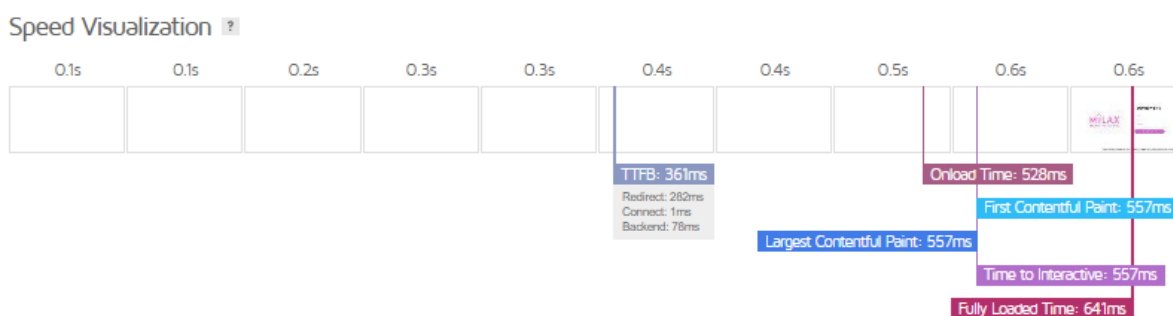 Speed Visualization ?
0.1s 0.1s 0.2s 0.3s 0.3s 0.4s 0.4s 0.5s 0.6s 0.6s
MILAX
TTFB: 361ms
Redirect: 282ms
Connect: 1ms
Backend: 78ms
Onload Time: 528ms
First Contentful Paint: 557ms
Largest Contentful Paint: 557ms
Time to Interactive: 557ms
Fully Loaded Time: 641ms